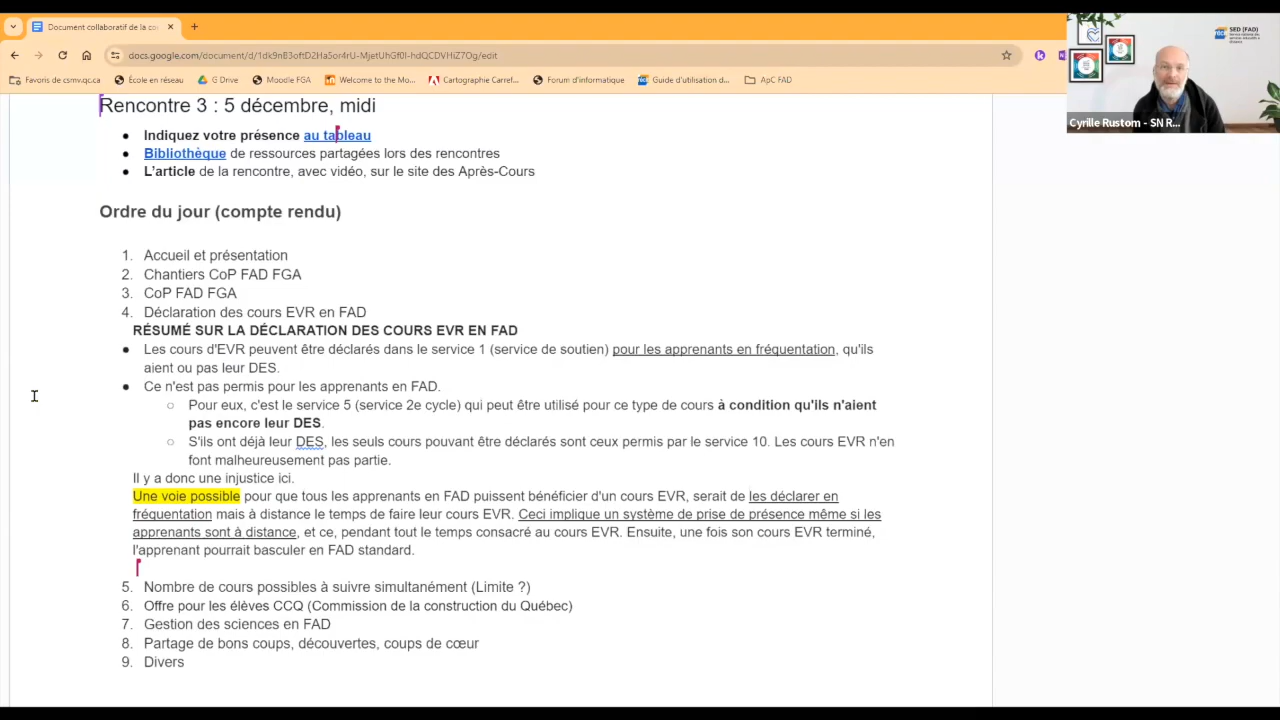 Document collaboratif de la co
docs.google.com/document/d/1dk9nB3oftD2Ha5or4rU-MjetUhGf0I-hdQCDVHiZ7Og/edit
Favoris de csmv.qc.ca
École en réseau
G Drive
Moodle FGA
Welcome to the Mo...
Cartographie Carref...
Forum d'informatique
Guide d'utilisation d...
ApC FAD
SED (FAD)
Cyrille Rustom - SN R...
Rencontre 3 : 5 décembre, midi
● Indiquez votre présence au tableau
● Bibliothèque de ressources partagées lors des rencontres
● L'article de la rencontre, avec vidéo, sur le site des Après-Cours
Ordre du jour (compte rendu)
1. Accueil et présentation
2. Chantiers CoP FAD FGA
3. CoP FAD FGA
4. Déclaration des cours EVR en FAD
RÉSUMÉ SUR LA DÉCLARATION DES COURS EVR EN FAD
● Les cours d'EVR peuvent être déclarés dans le service 1 (service de soutien) pour les apprenants en fréquentation, qu'ils
aient ou pas leur DES.
● Ce n'est pas permis pour les apprenants en FAD.
○ Pour eux, c'est le service 5 (service 2e cycle) qui peut être utilisé pour ce type de cours à condition qu'ils n'aient
pas encore leur DES.
○ S'ils ont déjà leur DES, les seuls cours pouvant être déclarés sont ceux permis par le service 10. Les cours EVR n'en
font malheureusement pas partie.
Il y a donc une injustice ici.
Une voie possible pour que tous les apprenants en FAD puissent bénéficier d'un cours EVR, serait de les déclarer en
fréquentation mais à distance le temps de faire leur cours EVR. Ceci implique un système de prise de présence même si les
apprenants sont à distance, et ce, pendant tout le temps consacré au cours EVR. Ensuite, une fois son cours EVR terminé,
l'apprenant pourrait basculer en FAD standard.
5. Nombre de cours possibles à suivre simultanément (Limite ?)
6. Offre pour les élèves CCQ (Commission de la construction du Québec)
7. Gestion des sciences en FAD
8. Partage de bons coups, découvertes, coups de cœur
9. Divers